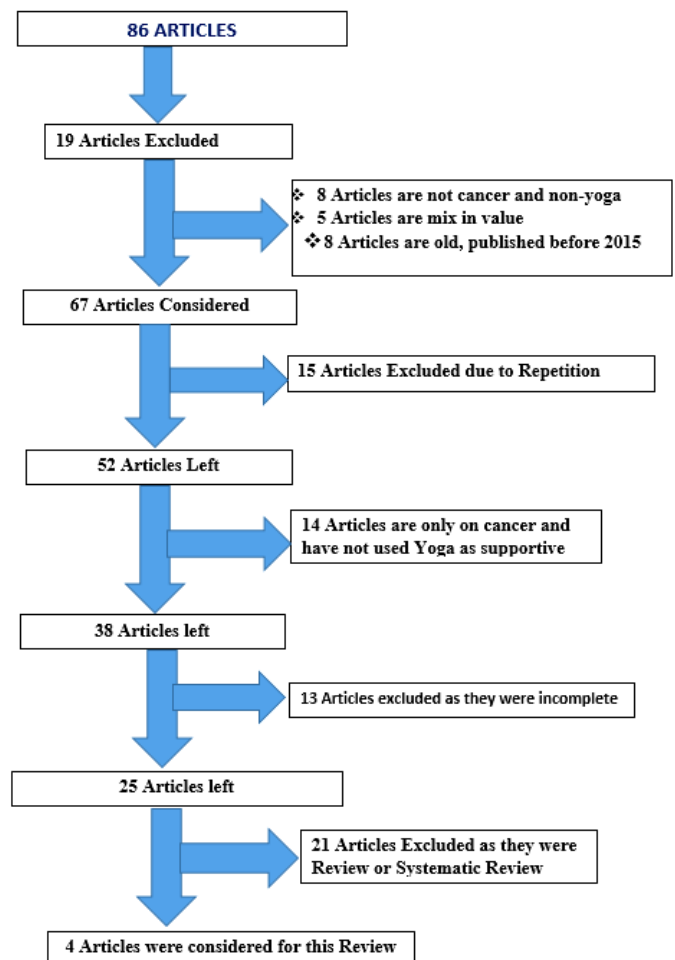 86 ARTICLES
19 Articles Excluded
❖ 8 Articles are not cancer and non-yoga
❖ 5 Articles are mix in value
❖8 Articles are old, published before 2015
67 Articles Considered
15 Articles Excluded due to Repetition
52 Articles Left
14 Articles are only on cancer and
have not used Yoga as supportive
38 Articles left
13 Articles excluded as they were incomplete
25 Articles left
21 Articles Excluded as they were
Review or Systematic Review
4 Articles were considered for this Review